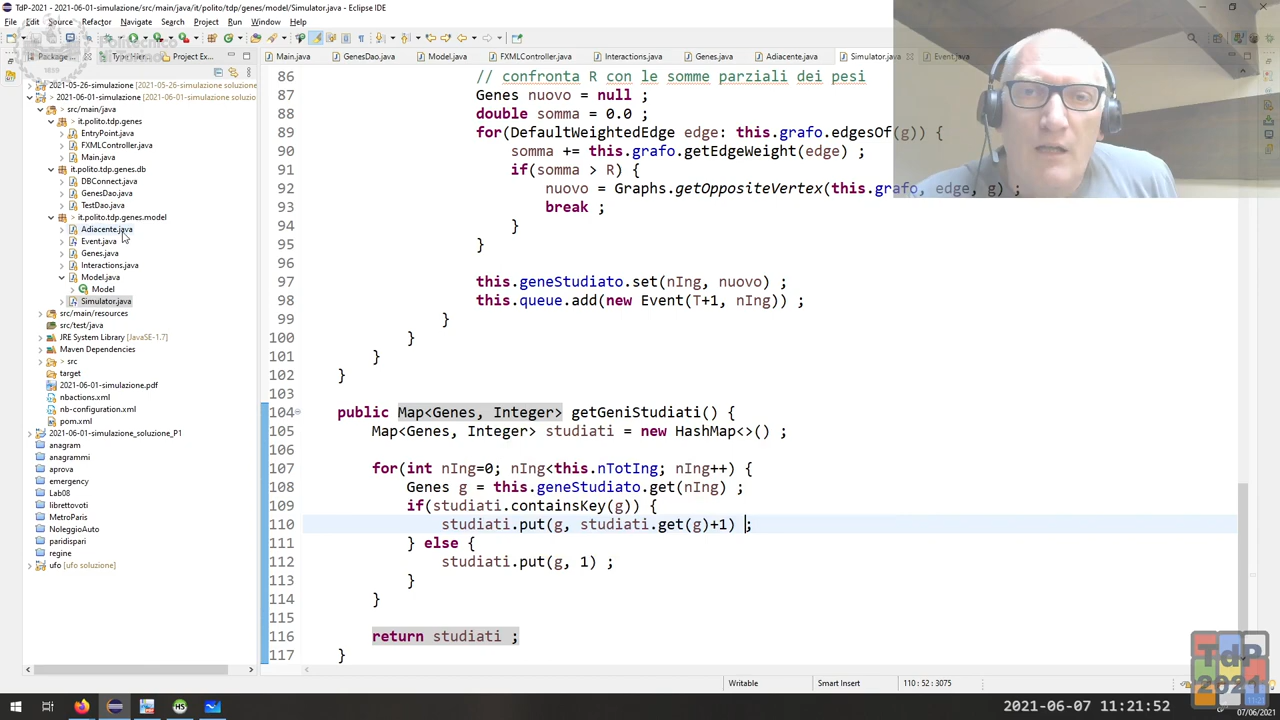 TdP-2021 - 2021-06-01-simulazione/src/main/java/it/polito/tdp/genes/model/Simulator.java - Eclipse IDE
File Edit Source Refactor Navigate Search Project Run Window Help
Politecnico
Package... Type Hier... Project Ex...
Main.java GenesDao.java Model.java FXMLController.java Interactions.java Genes.java Adiacente.java Simulator.java Event.java
2021-05-26-simulazione [2021-05-26-simulazione soluzione
> 2021-06-01-simulazione [2021-06-01-simulazione soluzio
> src/main/java
> it.polito.tdp.genes
EntryPoint.java
FXMLController.java
Main.java
it.polito.tdp.genes.db
DBConnect.java
GenesDao.java
TestDao.java
> it.polito.tdp.genes.model
Adiacente.java
Event.java
Genes.java
Interactions.java
Model.java
Model
Simulator.java
src/main/resources
src/test/java
JRE System Library [JavaSE-1.7]
Maven Dependencies
> src
target
2021-06-01-simulazione.pdf
nbactions.xml
nb-configuration.xml
pom.xml
2021-06-01-simulazione_soluzione_P1
anagram
anagrammi
aprova
emergency
Lab08
librettovoti
MetroParis
NoleggioAuto
paridispari
regine
ufo [ufo soluzione]
86 // confronta R con le somme parziali dei pesi
87 Genes nuovo = null ;
88 double somma = 0.0 ;
89 for(DefaultWeightedEdge edge: this.grafo.edgesOf(g)) {
90 somma += this.grafo.getEdgeWeight(edge) ;
91 if(somma > R) {
92 nuovo = Graphs.getOppositeVertex(this.grafo, edge, g) ;
93 break ;
94 }
95 }
96
97 this.geneStudiato.set(nIng, nuovo) ;
98 this.queue.add(new Event(T+1, nIng)) ;
99 }
100 }
101 }
102 }
103
104 public Map<Genes, Integer> getGeniStudiati() {
105 Map<Genes, Integer> studiati = new HashMap<>() ;
106
107 for(int nIng=0; nIng<this.nTotIng; nIng++) {
108 Genes g = this.geneStudiato.get(nIng) ;
109 if(studiati.containsKey(g)) {
110 studiati.put(g, studiati.get(g)+1) ;
111 } else {
112 studiati.put(g, 1) ;
113 }
114 }
115
116 return studiati ;
117 }
Writable Smart Insert 110 : 52 : 3075
TdP
2021
2021-06-07 11:21:52
07/06/2021